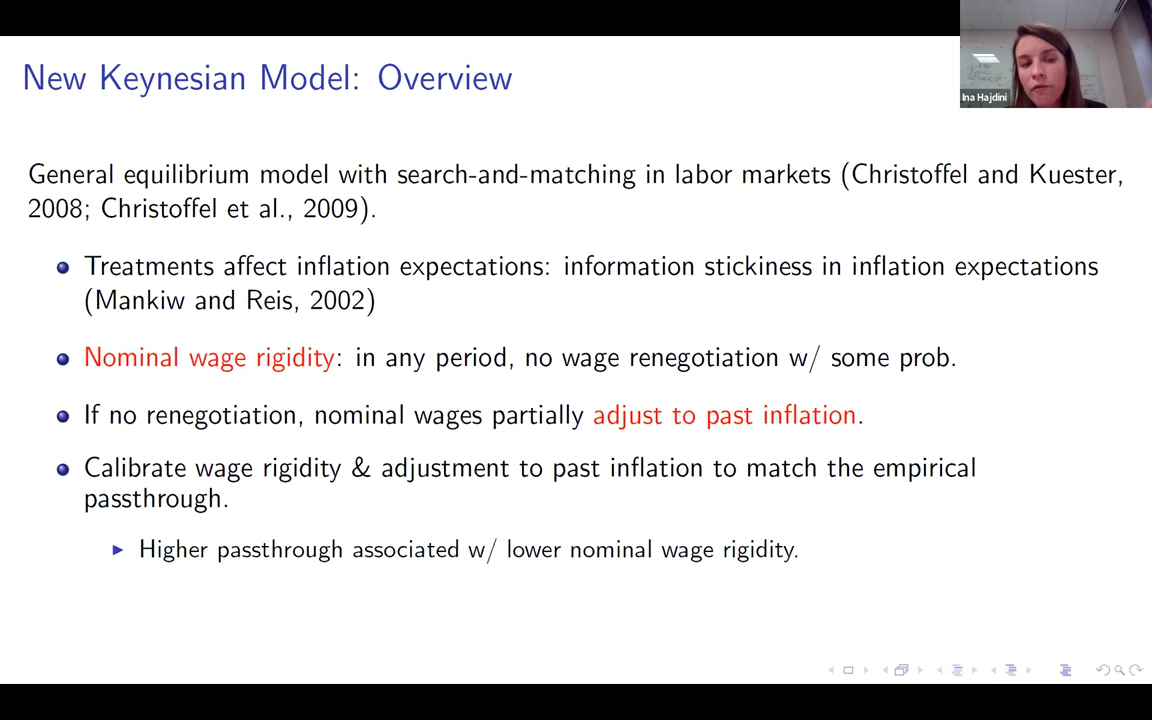 New Keynesian Model: Overview
Ina Hajdini
General equilibrium model with search-and-matching in labor markets (Christoffel and Kuester,
2008; Christoffel et al., 2009).
Treatments affect inflation expectations: information stickiness in inflation expectations
(Mankiw and Reis, 2002)
Nominal wage rigidity: in any period, no wage renegotiation w/ some prob.
If no renegotiation, nominal wages partially adjust to past inflation.
Calibrate wage rigidity & adjustment to past inflation to match the empirical
passthrough.
Higher passthrough associated w/ lower nominal wage rigidity.